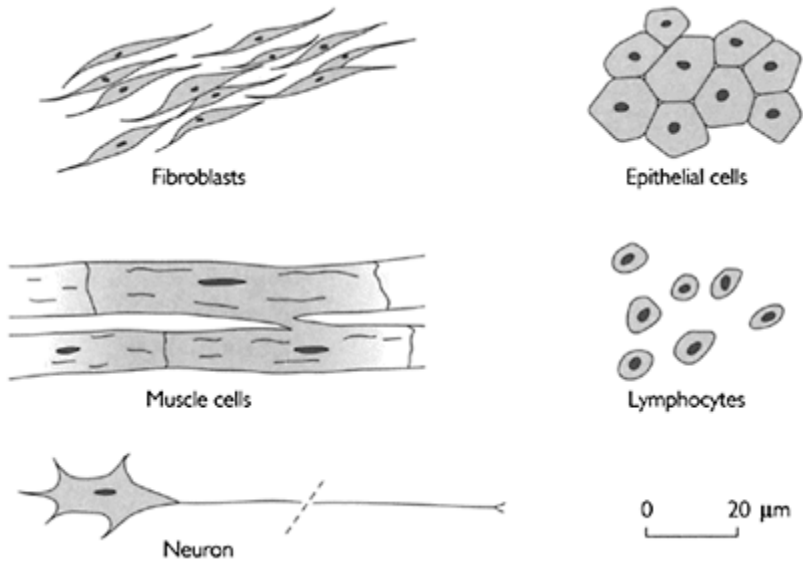 Fibroblasts
Epithelial cells
Muscle cells
Lymphocytes
Neuron
0 20 μm